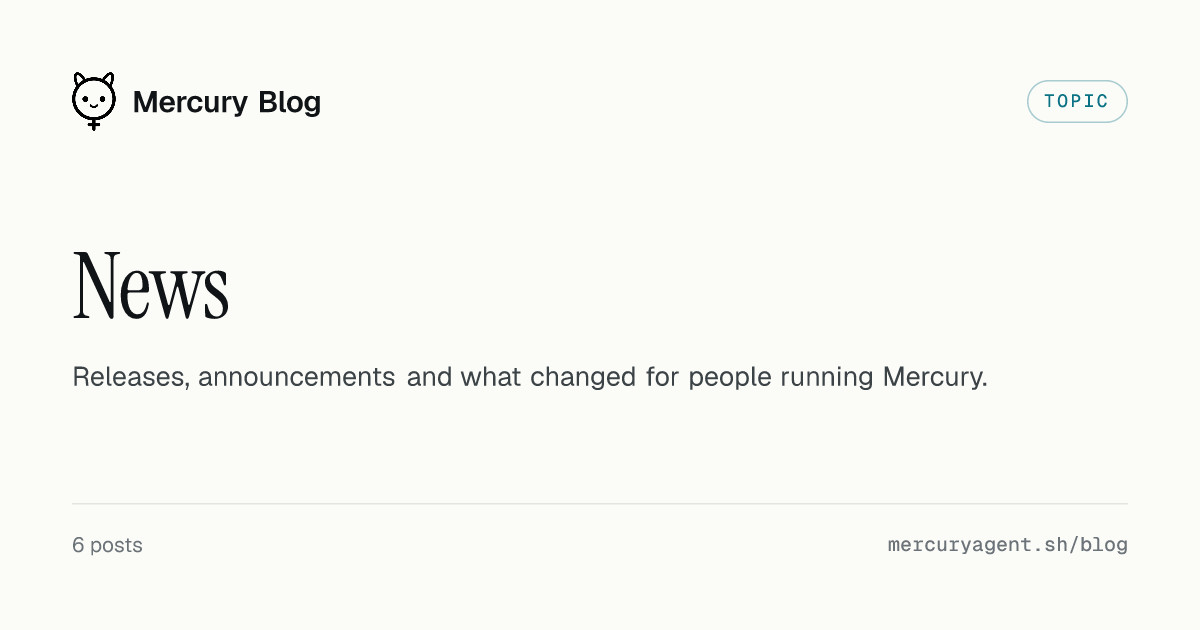 Mercury Blog
TOPIC
News
Releases, announcements and what changed for people running Mercury.
6 posts
mercuryagent.sh/blog